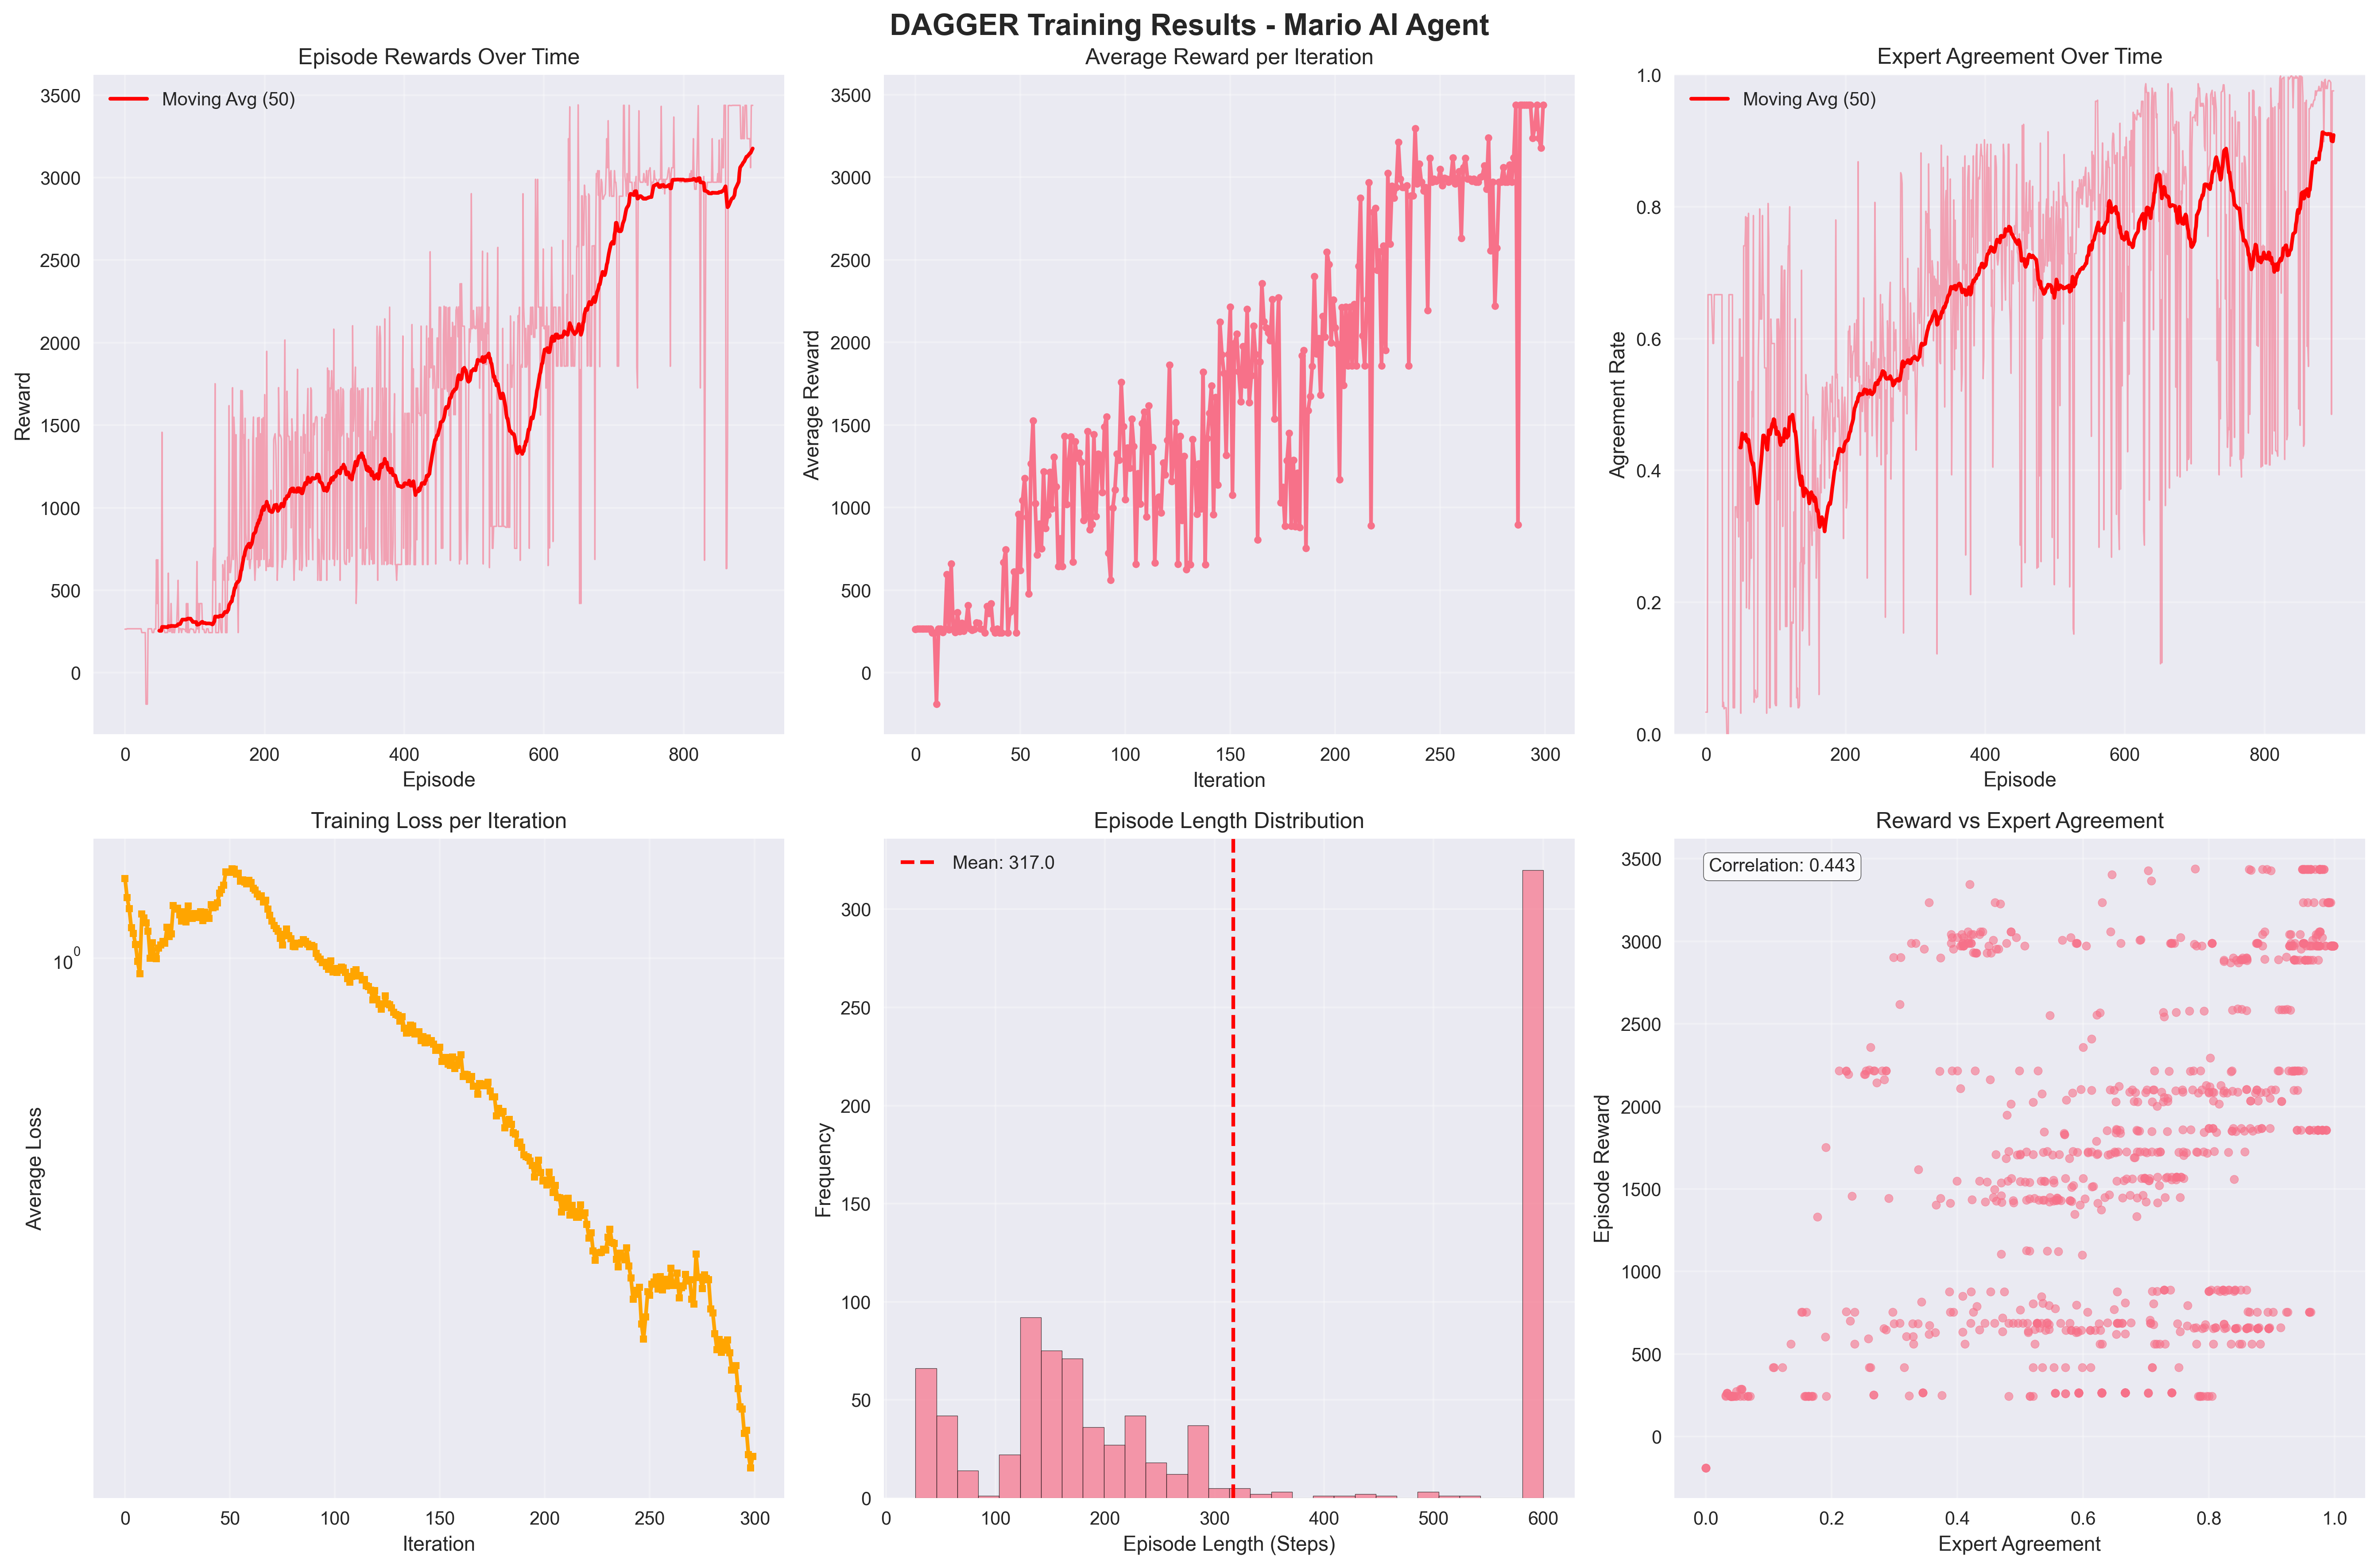 DAGGER Training Results - Mario AI Agent
Episode Rewards Over Time
Moving Avg (50)
3500
3000
2500
2000
1500
1000
500
0
Reward
0 200 400 600 800
Episode
Average Reward per Iteration
3500
3000
2500
2000
1500
1000
500
0
Average Reward
0 50 100 150 200 250 300
Iteration
Expert Agreement Over Time
Moving Avg (50)
1.0
0.8
0.6
0.4
0.2
0.0
Agreement Rate
0 200 400 600 800
Episode
Training Loss per Iteration
10⁰
Average Loss
0 50 100 150 200 250 300
Iteration
Episode Length Distribution
Mean: 317.0
300
250
200
150
100
50
0
Frequency
0 100 200 300 400 500 600
Episode Length (Steps)
Reward vs Expert Agreement
Correlation: 0.443
3500
3000
2500
2000
1500
1000
500
0
Episode Reward
0.0 0.2 0.4 0.6 0.8 1.0
Expert Agreement